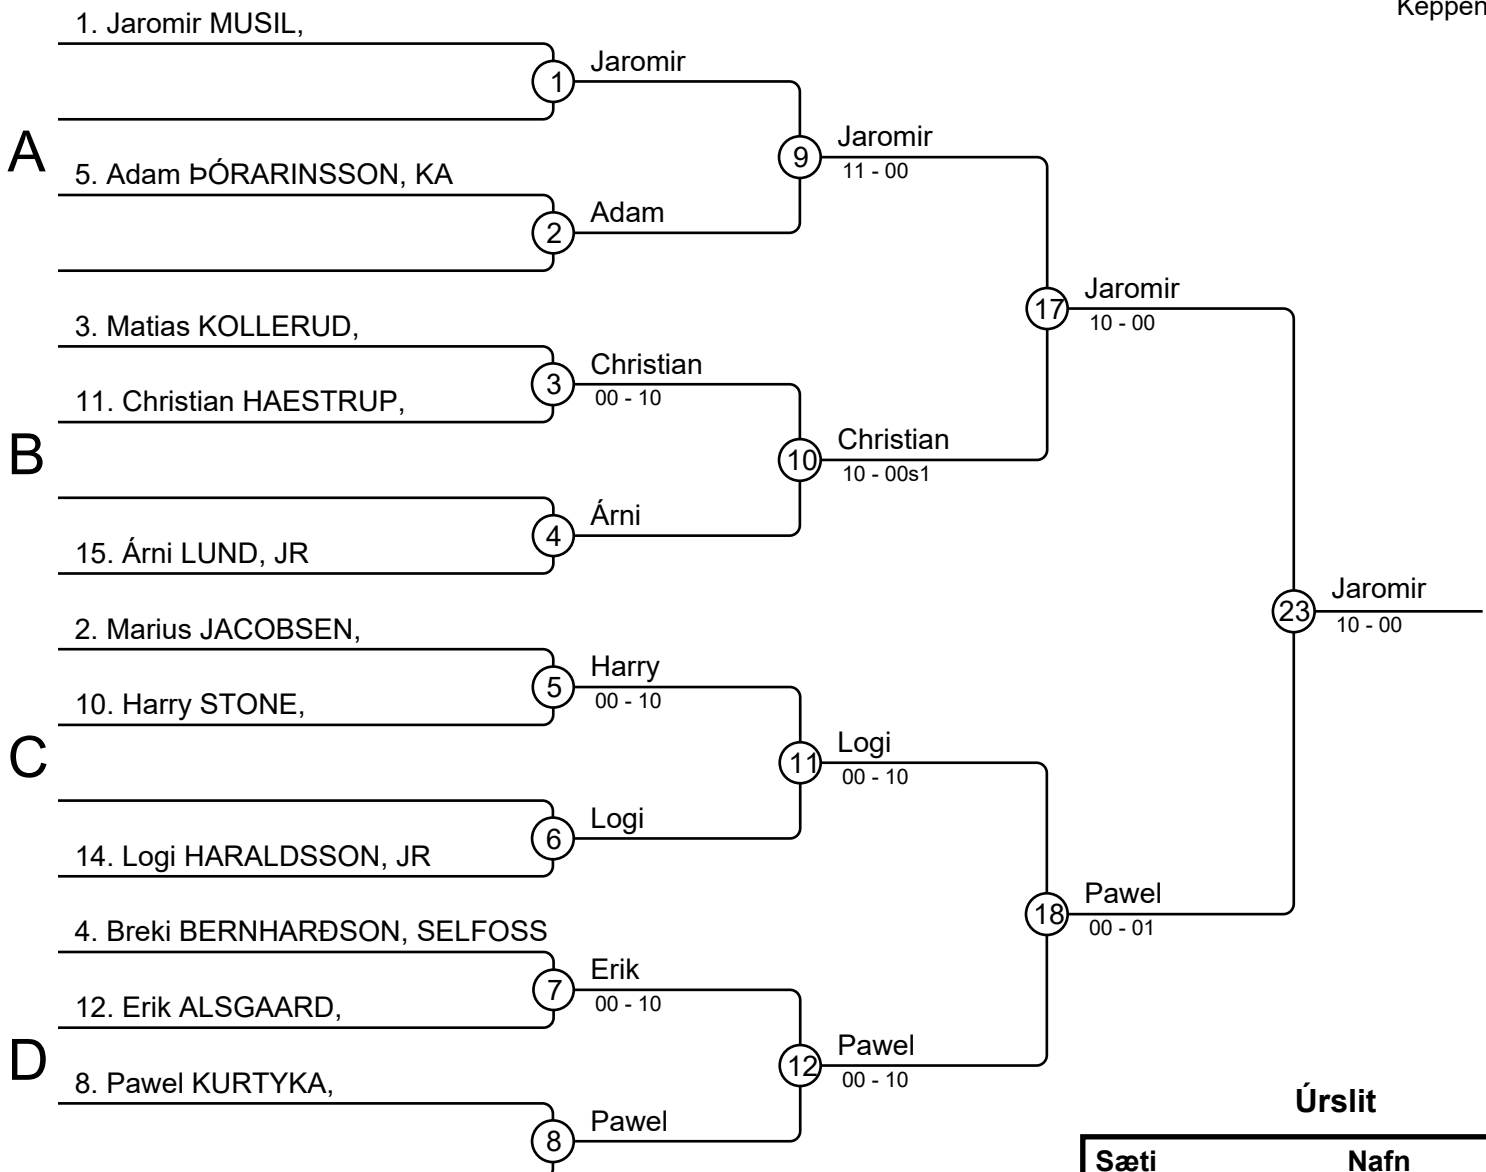 Keppen
1. Jaromir MUSIL,
1
Jaromir
A
9
Jaromir
11 - 00
5. Adam ÞÓRARINSSON, KA
2
Adam
17
Jaromir
10 - 00
3. Matias KOLLERUD,
3
Christian
00 - 10
11. Christian HAESTRUP,
B
10
Christian
10 - 00s1
4
Árni
15. Árni LUND, JR
23
Jaromir
10 - 00
2. Marius JACOBSEN,
5
Harry
00 - 10
10. Harry STONE,
C
11
Logi
00 - 10
6
Logi
14. Logi HARALDSSON, JR
18
Pawel
00 - 01
4. Breki BERNHARÐSON, SELFOSS
7
Erik
00 - 10
12. Erik ALSGAARD,
D
12
Pawel
00 - 10
8. Pawel KURTYKA,
8
Pawel
Úrslit
Sæti Nafn